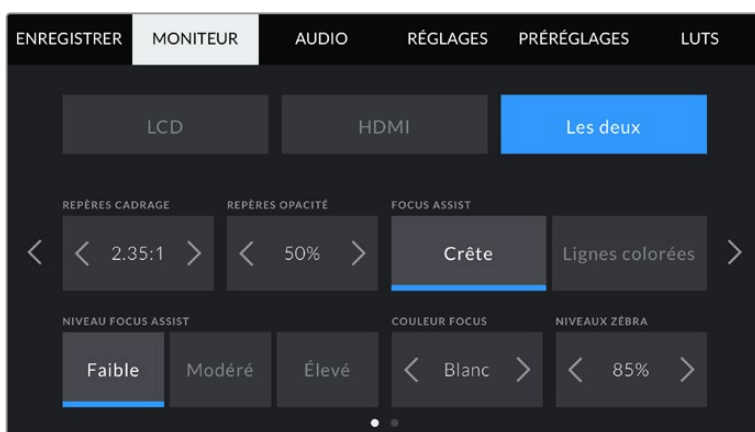 ENREGISTRER MONITEUR AUDIO RÉGLAGES PRÉRÉGLAGES LUTS
LCD HDMI Les deux
REPÈRES CADRAGE REPÈRES OPACITÉ FOCUS ASSIST
2.35:1 50% Crête Lignes colorées
NIVEAU FOCUS ASSIST COULEUR FOCUS NIVEAUX ZÉBRA
Faible Modéré Élevé Blanc 85%